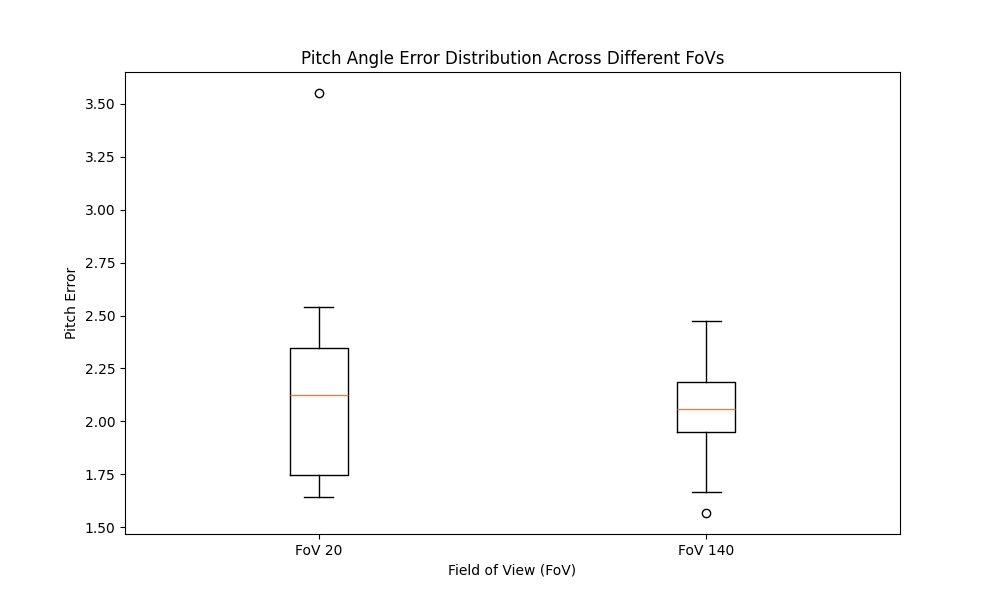 Pitch Angle Error Distribution Across Different FoVs
3.50
3.25
3.00
2.75
2.50
2.25
2.00
1.75
1.50
Pitch Error
FoV 20
FoV 140
Field of View (FoV)